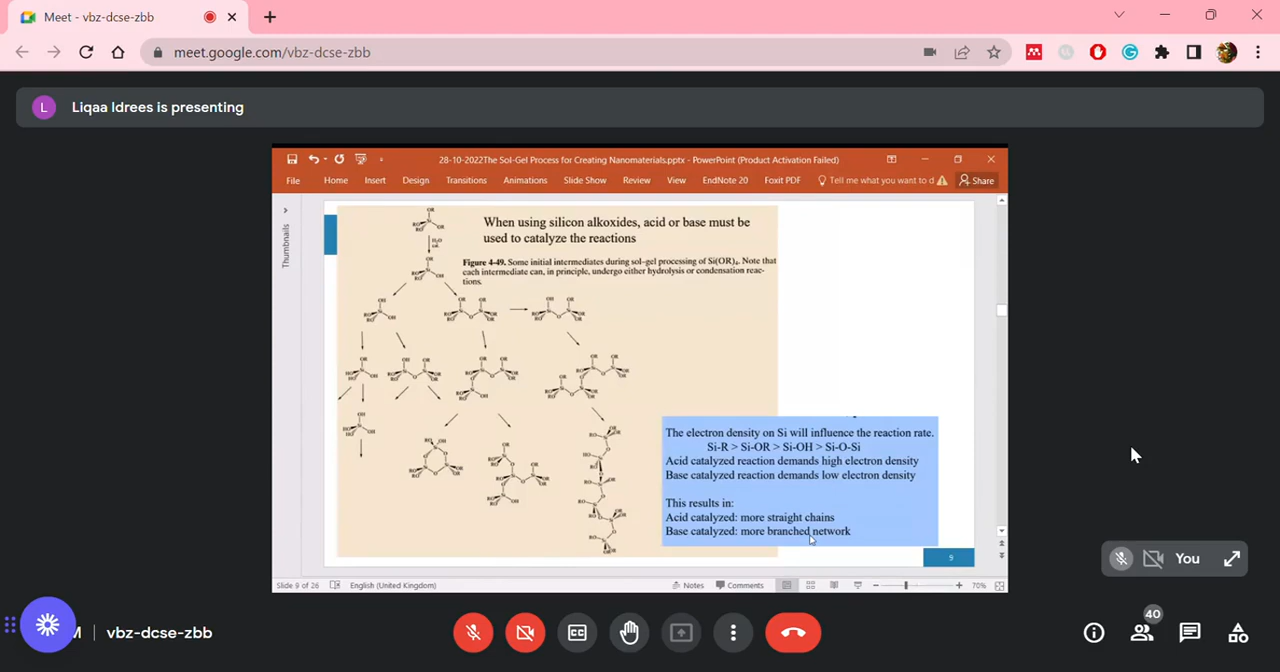 Meet - vbz-dcse-zbb
meet.google.com/vbz-dcse-zbb
L
Liqaa Idrees is presenting
28-10-2022The Sol-Gel Process for Creating Nanomaterials.pptx - PowerPoint (Product Activation Failed)
File Home Insert Design Transitions Animations Slide Show Review View EndNote 20 Foxit PDF Tell me what you want to d Share
Thumbnails
When using silicon alkoxides, acid or base must be
used to catalyze the reactions
Figure 4-49. Some initial intermediates during sol-gel processing of Si(OR)₄. Note that
each intermediate can, in principle, undergo either hydrolysis or condensation reac-
tions.
The electron density on Si will influence the reaction rate.
Si-R > Si-OR > Si-OH > Si-O-Si
Acid catalyzed reaction demands high electron density
Base catalyzed reaction demands low electron density
This results in:
Acid catalyzed: more straight chains
Base catalyzed: more branched network
9
Slide 9 of 26 English (United Kingdom) Notes Comments 70%
You
M | vbz-dcse-zbb
40